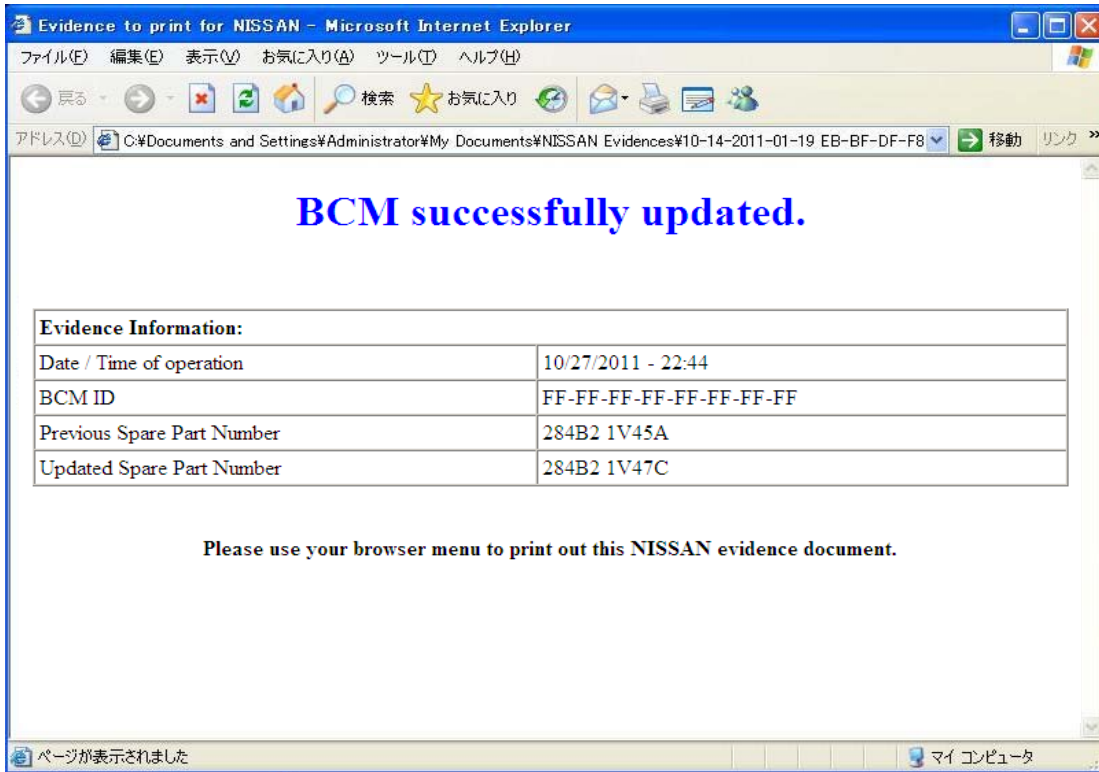 Evidence to print for NISSAN - Microsoft Internet Explorer
ファイル(F) 編集(E) 表示(V) お気に入り(A) ツール(T) ヘルプ(H)
戻る 検索 お気に入り
アドレス(D) C:¥Documents and Settings¥Administrator¥My Documents¥NISSAN Evidences¥10-14-2011-01-19 EB-BF-DF-F8 移動 リンク »
BCM successfully updated.
Evidence Information:
Date / Time of operation 10/27/2011 - 22:44
BCM ID FF-FF-FF-FF-FF-FF-FF-FF
Previous Spare Part Number 284B2 1V45A
Updated Spare Part Number 284B2 1V47C
Please use your browser menu to print out this NISSAN evidence document.
ページが表示されました マイ コンピュータ